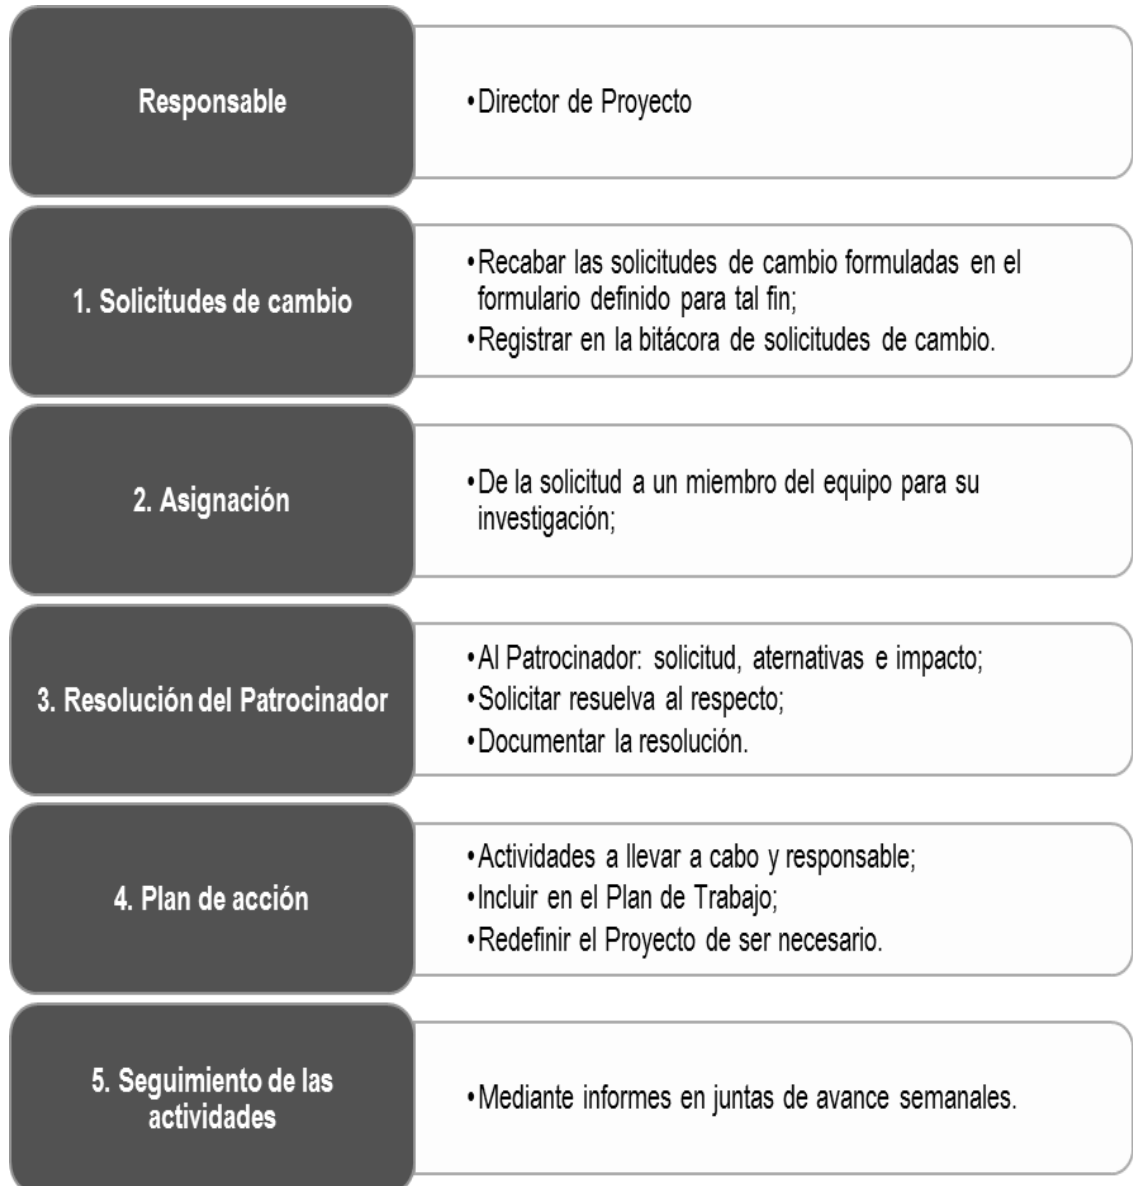 Responsable
•Director de Proyecto
1. Solicitudes de cambio
•Recabar las solicitudes de cambio formuladas en el
formulario definido para tal fin;
•Registrar en la bitácora de solicitudes de cambio.
2. Asignación
•De la solicitud a un miembro del equipo para su
investigación;
3. Resolución del Patrocinador
•Al Patrocinador: solicitud, aternativas e impacto;
•Solicitar resuelva al respecto;
•Documentar la resolución.
4. Plan de acción
•Actividades a llevar a cabo y responsable;
•Incluir en el Plan de Trabajo;
•Redefinir el Proyecto de ser necesario.
5. Seguimiento de las
actividades
•Mediante informes en juntas de avance semanales.